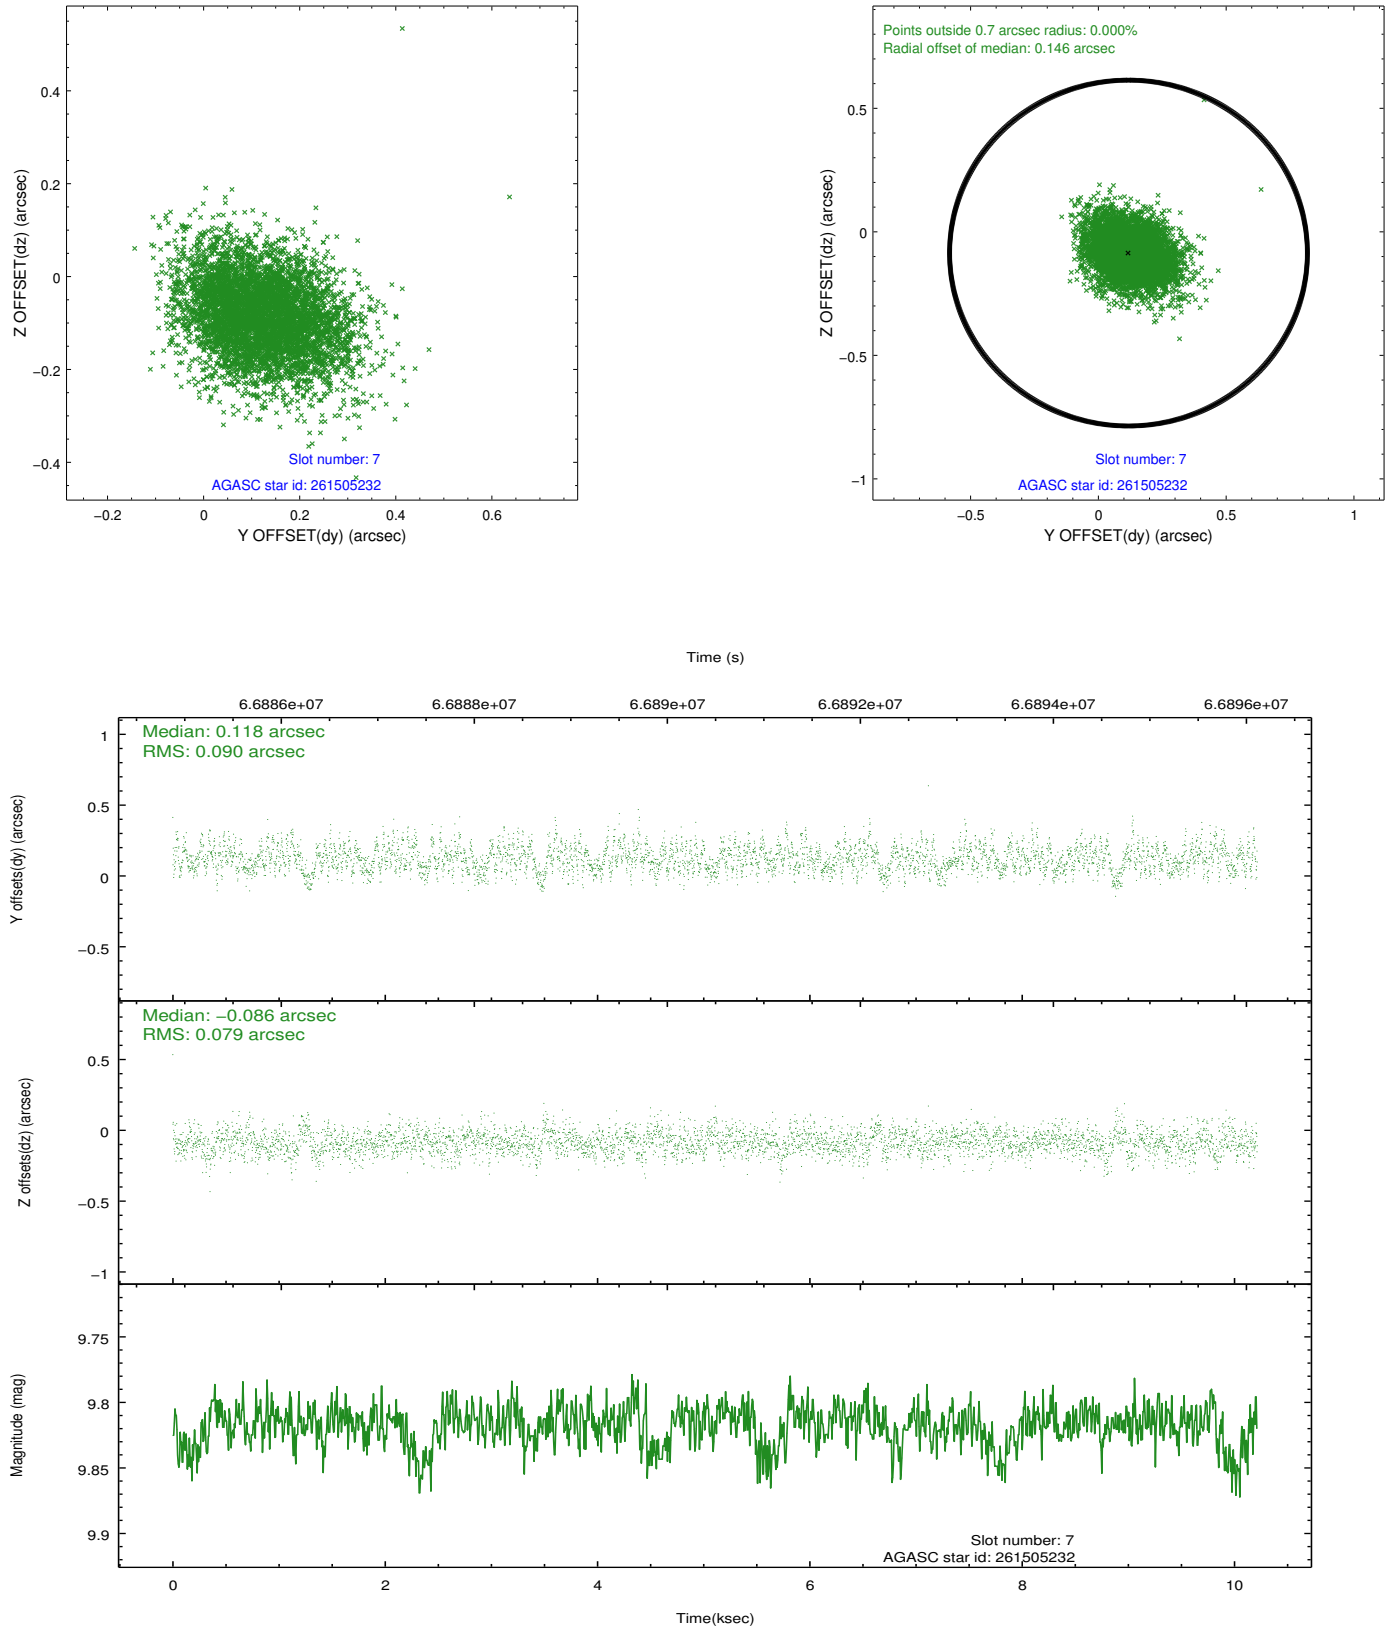 0.4
0.2
0
−0.2
−0.4
Z OFFSET(dz) (arcsec)
Slot number: 7
AGASC star id: 261505232
−0.2 0 0.2 0.4 0.6
Y OFFSET(dy) (arcsec)
Points outside 0.7 arcsec radius: 0.000%
Radial offset of median: 0.146 arcsec
0.5
0
−0.5
−1
Z OFFSET(dz) (arcsec)
Slot number: 7
AGASC star id: 261505232
−0.5 0 0.5 1
Y OFFSET(dy) (arcsec)
Time (s)
6.6886e+07 6.6888e+07 6.689e+07 6.6892e+07 6.6894e+07 6.6896e+07
Median: 0.118 arcsec
RMS: 0.090 arcsec
1
0.5
0
−0.5
Y offsets(dy) (arcsec)
Median: −0.086 arcsec
RMS: 0.079 arcsec
0.5
0
−0.5
−1
Z offsets(dz) (arcsec)
9.75
9.8
9.85
9.9
Magnitude (mag)
Slot number: 7
AGASC star id: 261505232
0 2 4 6 8 10
Time(ksec)